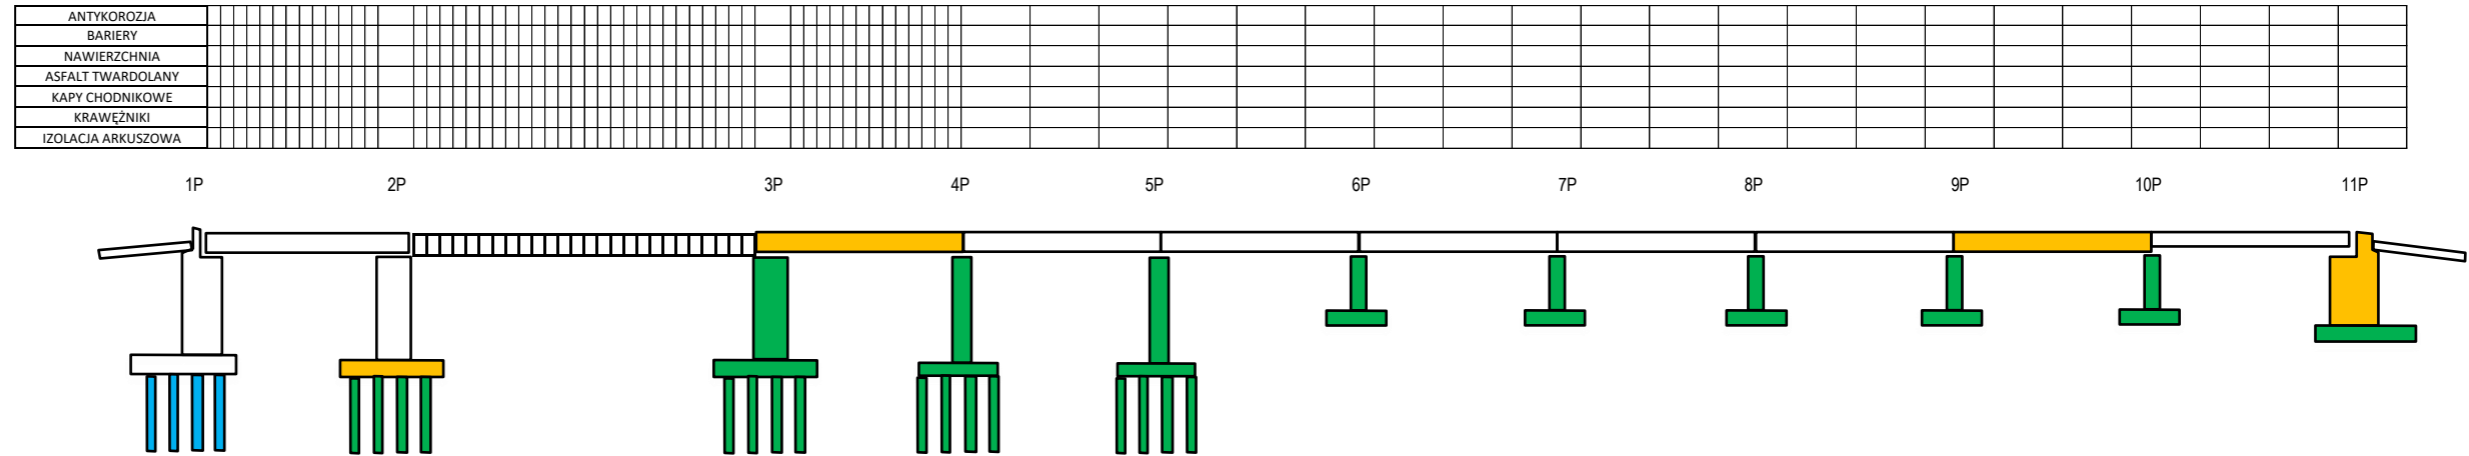 ANTYKOROZJA
BARIERY
NAWIERZCHNIA
ASFALT TWARDOLANY
KAPY CHODNIKOWE
KRAWĘŻNIKI
IZOLACJA ARKUSZOWA
1P 2P 3P 4P 5P 6P 7P 8P 9P 10P 11P